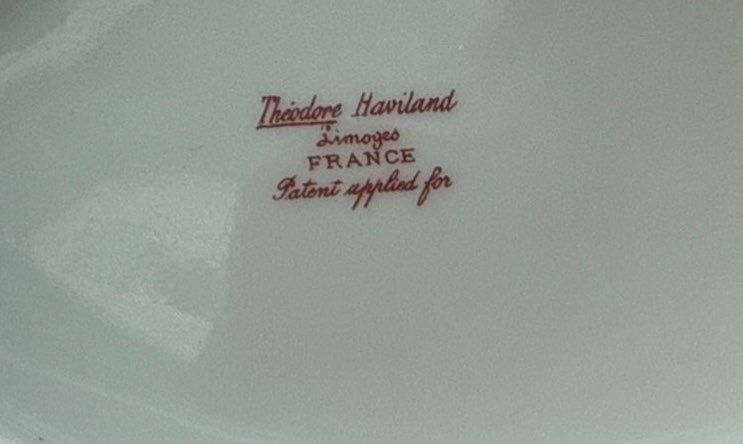 Théodore Haviland
Limoges
FRANCE
Patent applied for